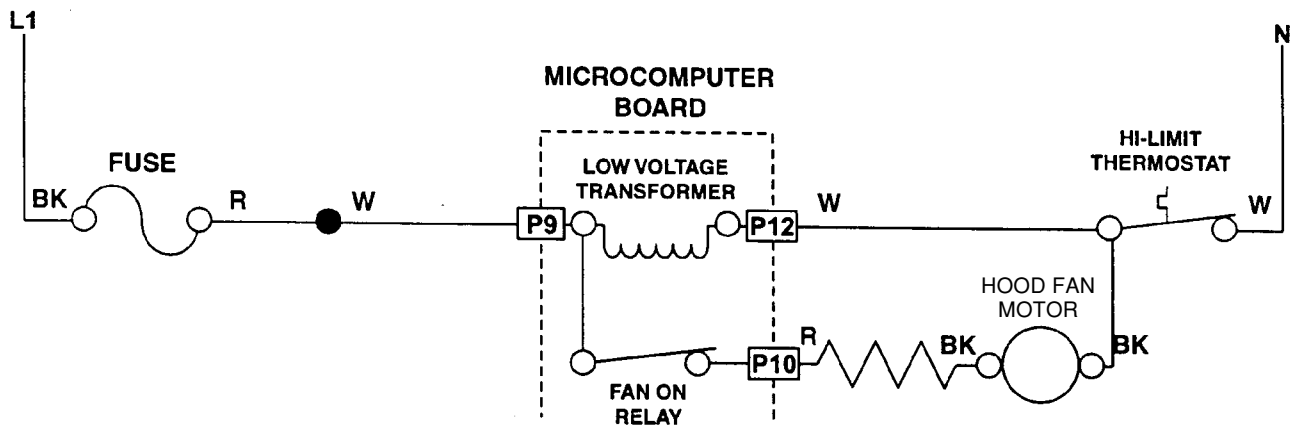 L1
N
MICROCOMPUTER
BOARD
HI-LIMIT
THERMOSTAT
FUSE
LOW VOLTAGE
TRANSFORMER
BK
R
W
P9
P12
W
W
HOOD FAN
MOTOR
R
BK
BK
P10
FAN ON
RELAY